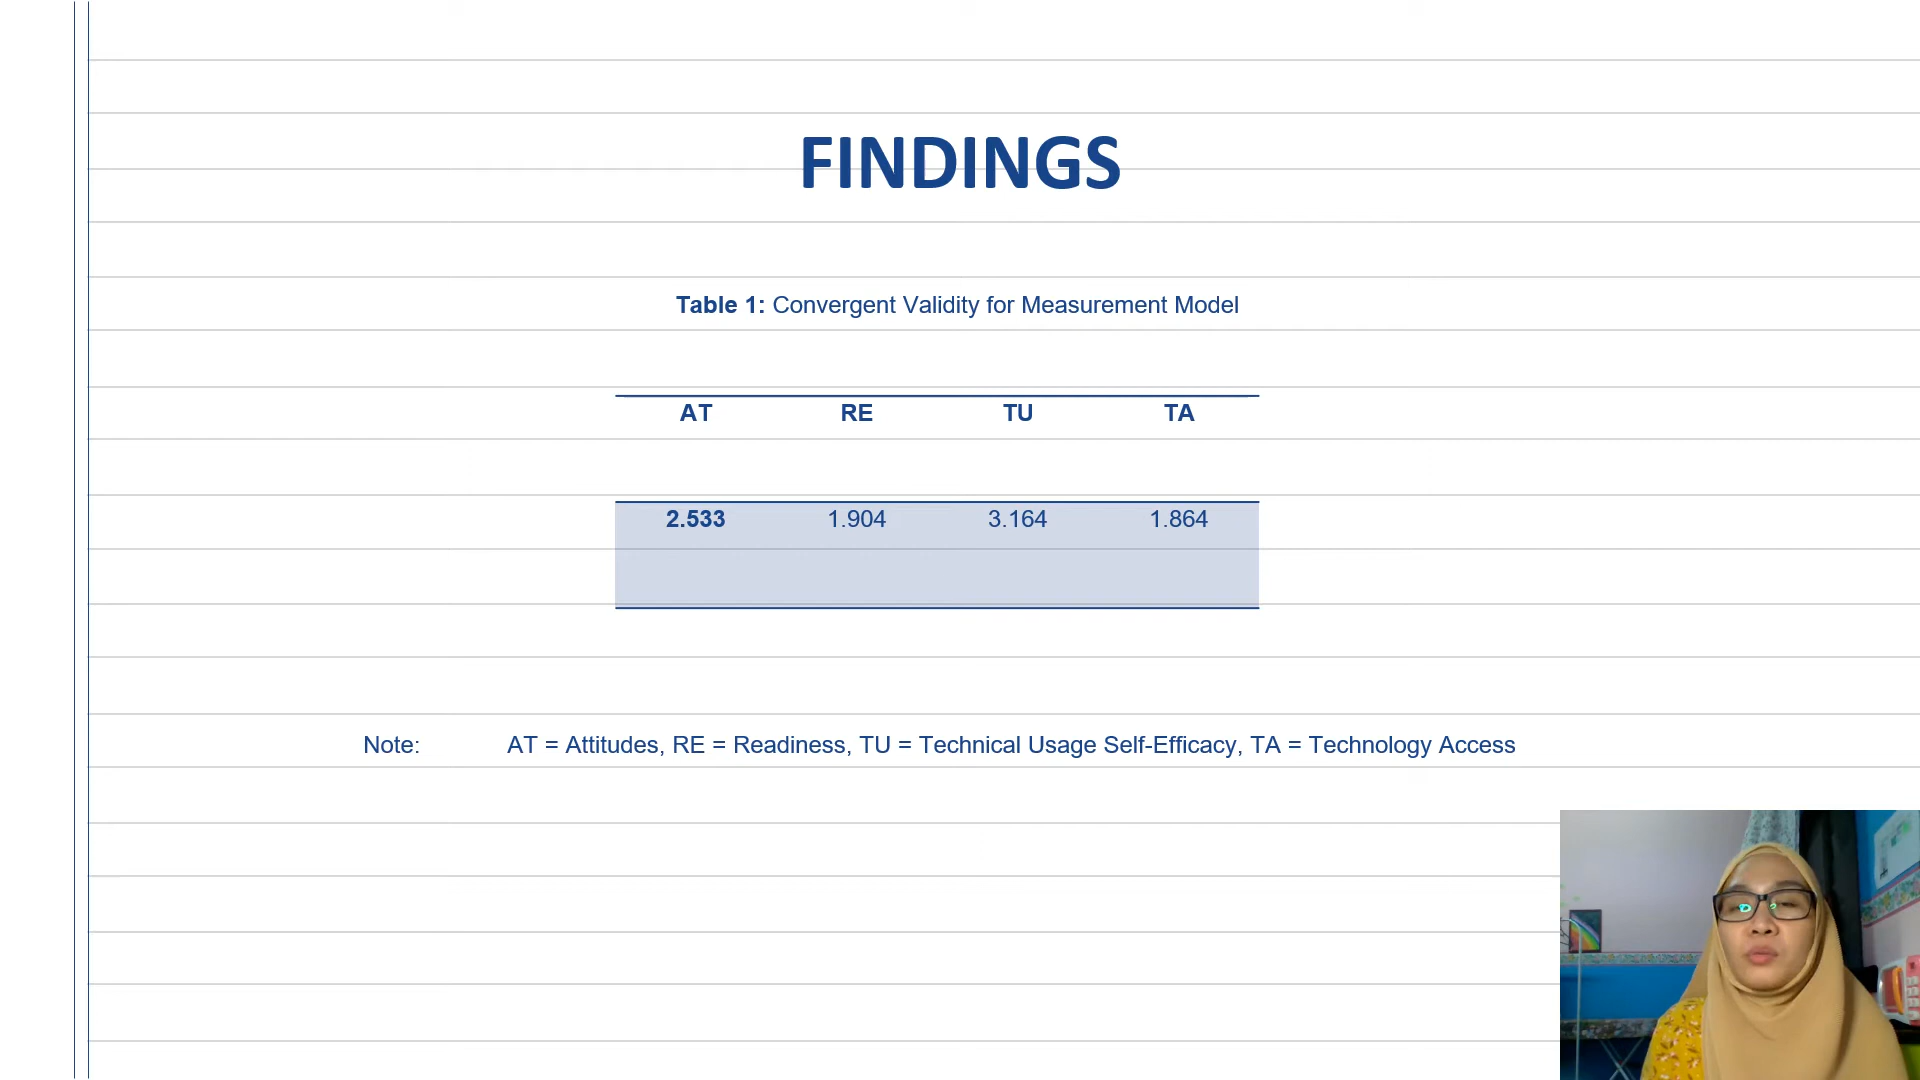 FINDINGS
Table 1: Convergent Validity for Measurement Model
AT RE TU TA
2.533 1.904 3.164 1.864
Note: AT = Attitudes, RE = Readiness, TU = Technical Usage Self-Efficacy, TA = Technology Access